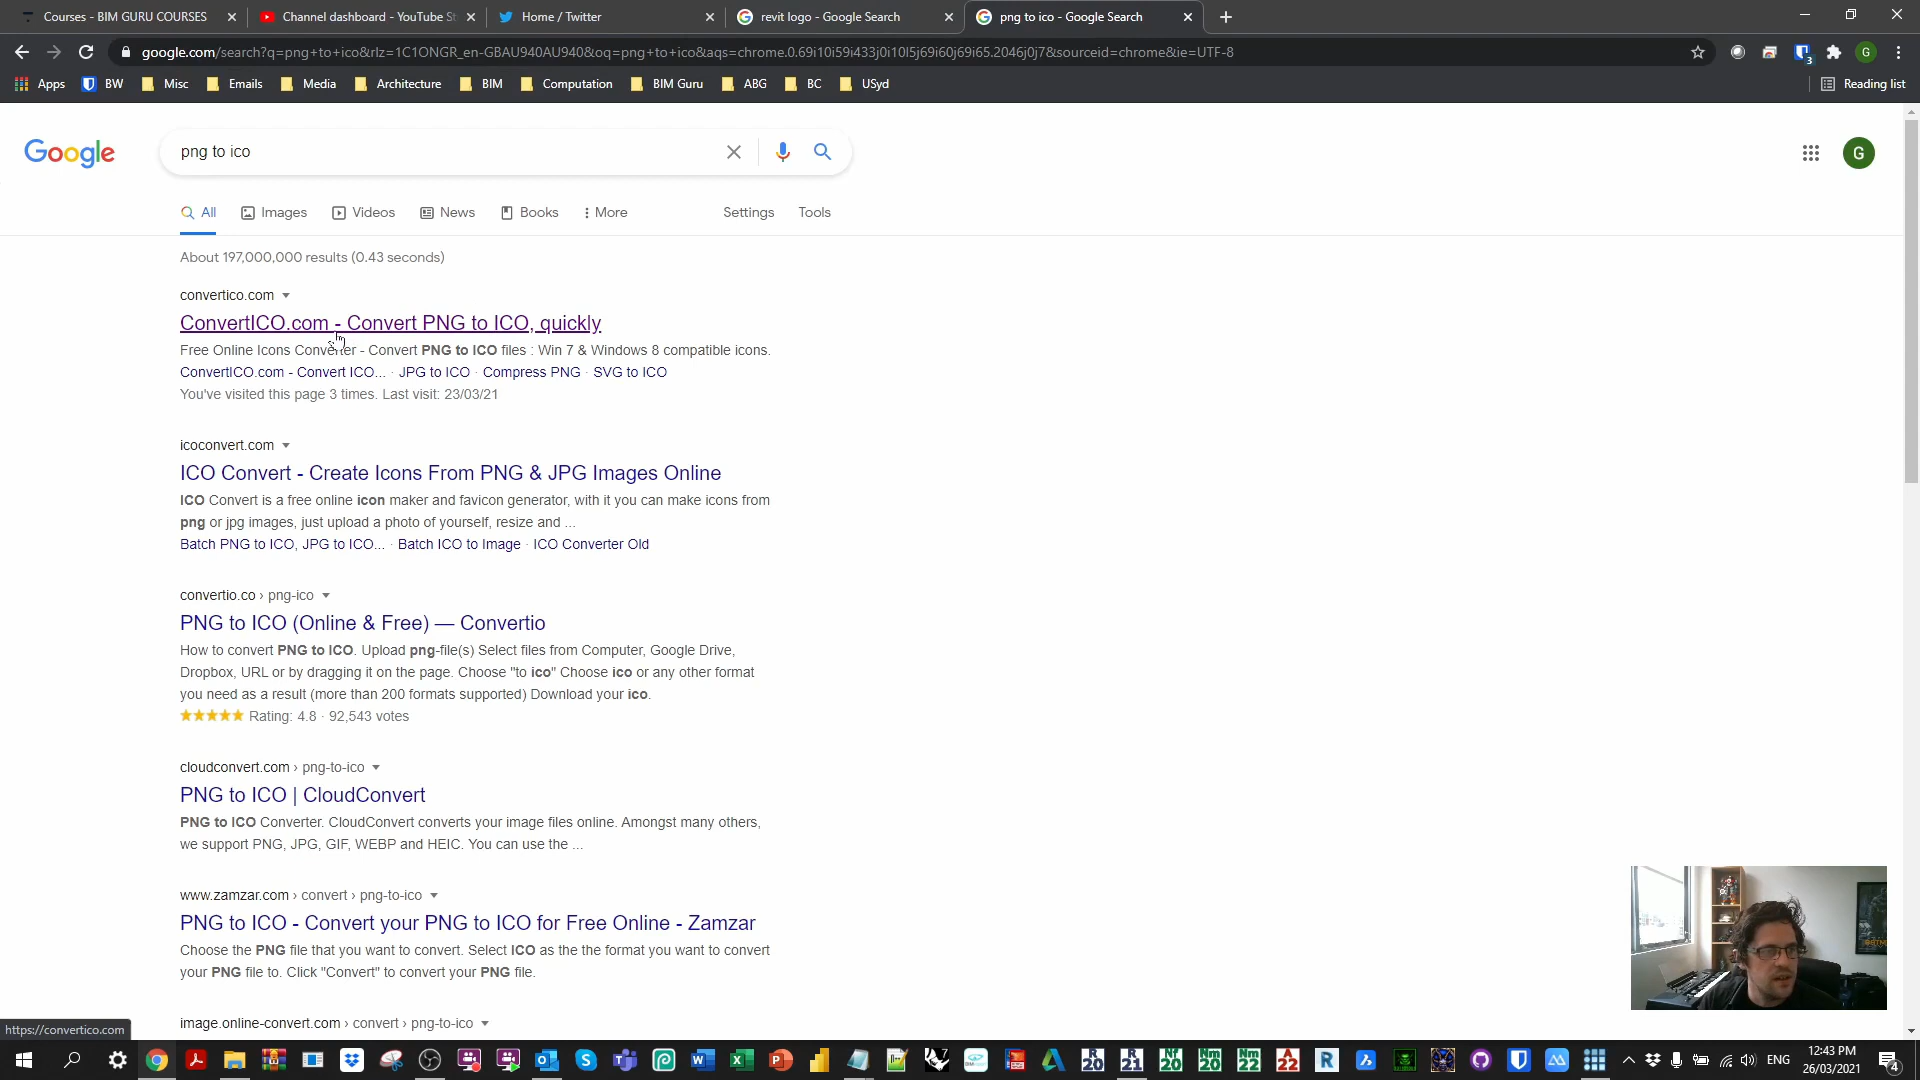 Courses - BIM GURU COURSES
Channel dashboard - YouTube St
Home / Twitter
revit logo - Google Search
png to ico - Google Search
google.com/search?q=png+to+ico&rlz=1C1ONGR_en-GBAU940AU940&oq=png+to+ico&aqs=chrome.0.69i10i59i433j0i10l5j69i60j69i65.2046j0j7&sourceid=chrome&ie=UTF-8
Apps BW Misc Emails Media Architecture BIM Computation BIM Guru ABG BC USyd Reading list
Google
png to ico
G
All Images Videos News Books More Settings Tools
About 197,000,000 results (0.43 seconds)
convertico.com
ConvertICO.com - Convert PNG to ICO, quickly
Free Online Icons Converter - Convert PNG to ICO files : Win 7 & Windows 8 compatible icons.
ConvertICO.com - Convert ICO... · JPG to ICO · Compress PNG · SVG to ICO
You've visited this page 3 times. Last visit: 23/03/21
icoconvert.com
ICO Convert - Create Icons From PNG & JPG Images Online
ICO Convert is a free online icon maker and favicon generator, with it you can make icons from
png or jpg images, just upload a photo of yourself, resize and ...
Batch PNG to ICO, JPG to ICO... · Batch ICO to Image · ICO Converter Old
convertio.co › png-ico
PNG to ICO (Online & Free) — Convertio
How to convert PNG to ICO. Upload png-file(s) Select files from Computer, Google Drive,
Dropbox, URL or by dragging it on the page. Choose "to ico" Choose ico or any other format
you need as a result (more than 200 formats supported) Download your ico.
Rating: 4.8 · 92,543 votes
cloudconvert.com › png-to-ico
PNG to ICO | CloudConvert
PNG to ICO Converter. CloudConvert converts your image files online. Amongst many others,
we support PNG, JPG, GIF, WEBP and HEIC. You can use the ...
www.zamzar.com › convert › png-to-ico
PNG to ICO - Convert your PNG to ICO for Free Online - Zamzar
Choose the PNG file that you want to convert. Select ICO as the the format you want to convert
your PNG file to. Click "Convert" to convert your PNG file.
image.online-convert.com › convert › png-to-ico
https://convertico.com
ENG
12:43 PM
26/03/2021
4